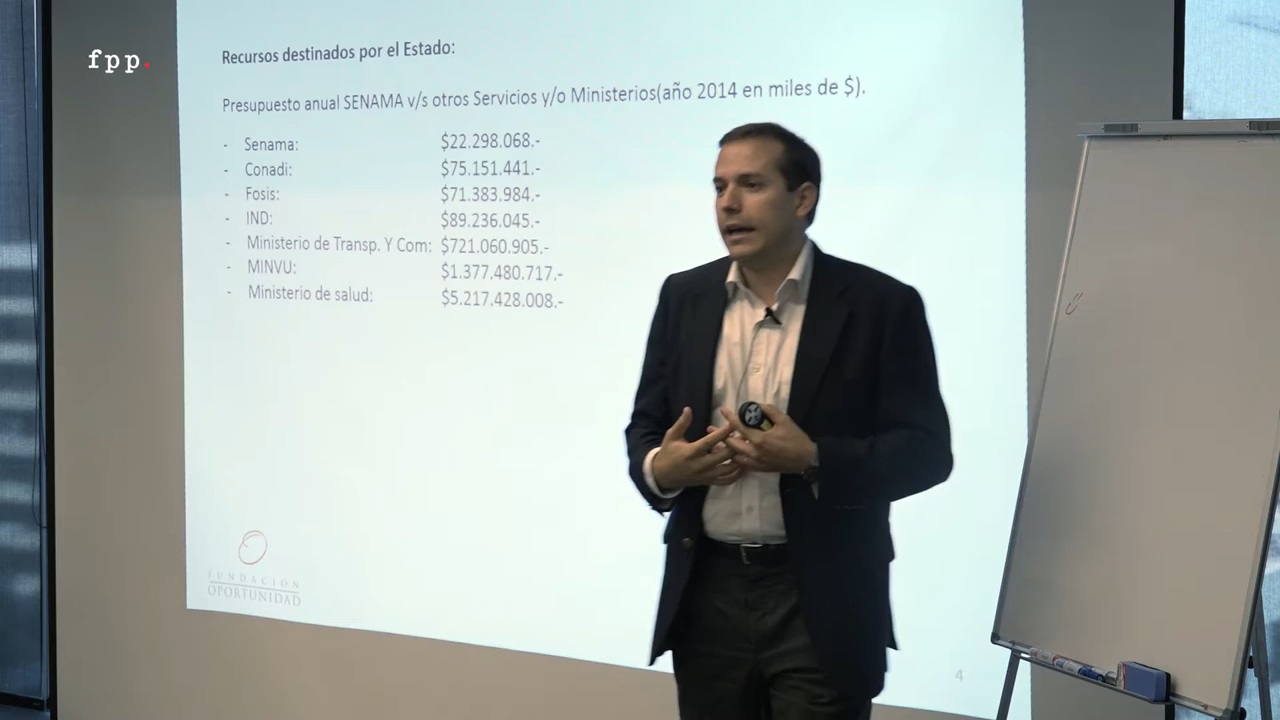 fpp.
Recursos destinados por el Estado:
Presupuesto anual SENAMA v/s otros Servicios y/o Ministerios(año 2014 en miles de $).
- Senama: $22.298.068.-
- Conadi: $75.151.441.-
- Fosis: $71.383.984.-
- IND: $89.236.045.-
- Ministerio de Transp. Y Com: $721.060.905.-
- MINVU: $1.377.480.717.-
- Ministerio de salud: $5.217.428.008.-
FUNDACION
OPORTUNIDAD
4